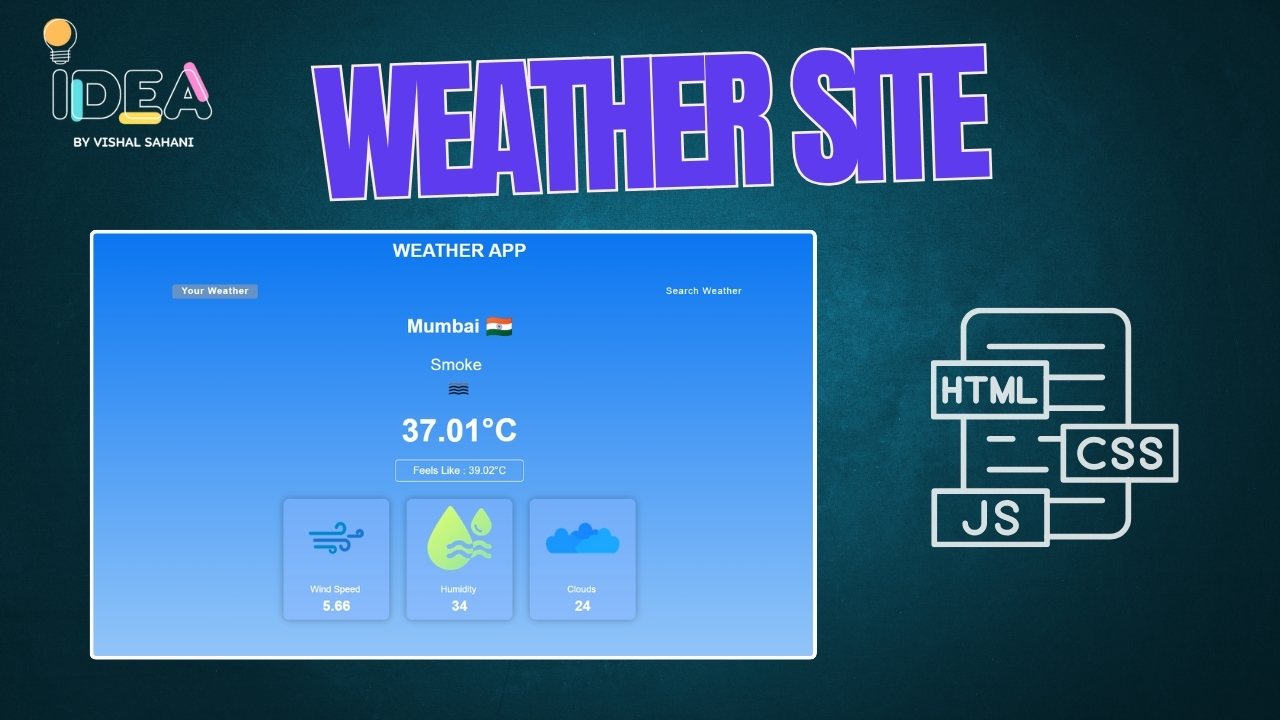 IDEA
BY VISHAL SAHANI
WEATHER SITE
WEATHER APP
Your Weather
Search Weather
Mumbai
Smoke
37.01°C
Feels Like : 39.02°C
Wind Speed
5.66
Humidity
34
Clouds
24
HTML
CSS
JS